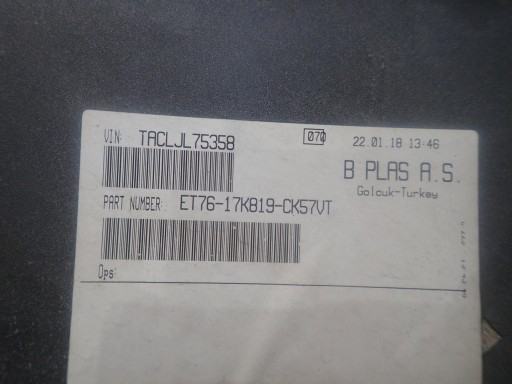 VIN: TACLJL75358
070
22.01.18 13:46
B PLAS A.S.
Golcuk-Turkey
PART NUMBER: ET76-17K819-CK57VT
Ops: